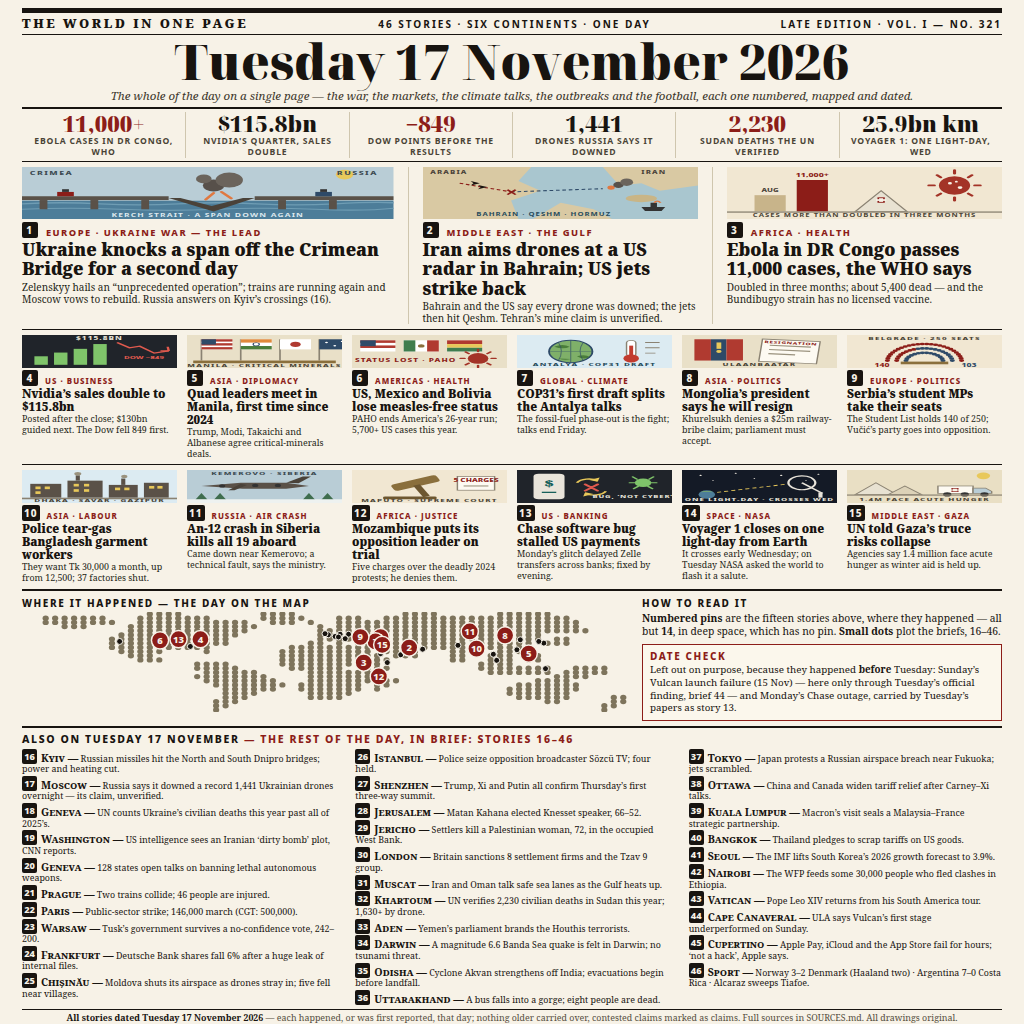 THE WORLD IN ONE PAGE
46 STORIES · SIX CONTINENTS · ONE DAY
LATE EDITION · VOL. I — NO. 321
Tuesday 17 November 2026
The whole of the day on a single page — the war, the markets, the climate talks, the outbreaks and the football, each one numbered, mapped and dated.
11,000+
EBOLA CASES IN DR CONGO,
WHO
$115.8bn
NVIDIA'S QUARTER, SALES
DOUBLE
−849
DOW POINTS BEFORE THE
RESULTS
1,441
DRONES RUSSIA SAYS IT
DOWNED
2,230
SUDAN DEATHS THE UN
VERIFIED
25.9bn km
VOYAGER 1: ONE LIGHT-DAY,
WED
CRIMEA
RUSSIA
KERCH STRAIT · A SPAN DOWN AGAIN
1 EUROPE · UKRAINE WAR — THE LEAD
Ukraine knocks a span off the Crimean
Bridge for a second day
Zelenskyy hails an “unprecedented operation”; trains are running again and
Moscow vows to rebuild. Russia answers on Kyiv’s crossings (16).
ARABIA
IRAN
BAHRAIN · QESHM · HORMUZ
2 MIDDLE EAST · THE GULF
Iran aims drones at a US
radar in Bahrain; US jets
strike back
Bahrain and the US say every drone was downed; the jets
then hit Qeshm. Tehran’s mine claim is unverified.
AUG
11,000+
CASES MORE THAN DOUBLED IN THREE MONTHS
3 AFRICA · HEALTH
Ebola in DR Congo passes
11,000 cases, the WHO says
Doubled in three months; about 5,400 dead — and the
Bundibugyo strain has no licensed vaccine.
$115.8BN
DOW −849
4 US · BUSINESS
Nvidia’s sales double to
$115.8bn
Posted after the close; $130bn
guided next. The Dow fell 849 first.
MANILA · CRITICAL MINERALS
5 ASIA · DIPLOMACY
Quad leaders meet in
Manila, first time since
2024
Trump, Modi, Takaichi and
Albanese agree critical-minerals
deals.
STATUS LOST · PAHO
6 AMERICAS · HEALTH
US, Mexico and Bolivia
lose measles-free status
PAHO ends America’s 26-year run;
5,700+ US cases this year.
ANTALYA · COP31 DRAFT
7 GLOBAL · CLIMATE
COP31’s first draft splits
the Antalya talks
The fossil-fuel phase-out is the fight;
talks end Friday.
RESIGNATION
ULAANBAATAR
8 ASIA · POLITICS
Mongolia’s president
says he will resign
Khurelsukh denies a $25m railway-
bribe claim; parliament must
accept.
BELGRADE · 250 SEATS
140
103
9 EUROPE · POLITICS
Serbia’s student MPs
take their seats
The Student List holds 140 of 250;
Vučić’s party goes into opposition.
DHAKA · SAVAR · GAZIPUR
10 ASIA · LABOUR
Police tear-gas
Bangladesh garment
workers
They want Tk 30,000 a month, up
from 12,500; 37 factories shut.
KEMEROVO · SIBERIA
11 RUSSIA · AIR CRASH
An-12 crash in Siberia
kills all 19 aboard
Came down near Kemerovo; a
technical fault, says the ministry.
5 CHARGES
MAPUTO · SUPREME COURT
12 AFRICA · JUSTICE
Mozambique puts its
opposition leader on
trial
Five charges over the deadly 2024
protests; he denies them.
$
BUG, 'NOT CYBER'
13 US · BANKING
Chase software bug
stalled US payments
Monday’s glitch delayed Zelle
transfers across banks; fixed by
evening.
ONE LIGHT-DAY · CROSSES WED
14 SPACE · NASA
Voyager 1 closes on one
light-day from Earth
It crosses early Wednesday; on
Tuesday NASA asked the world to
flash it a salute.
1.4M FACE ACUTE HUNGER
15 MIDDLE EAST · GAZA
UN told Gaza’s truce
risks collapse
Agencies say 1.4 million face acute
hunger as winter aid is held up.
WHERE IT HAPPENED — THE DAY ON THE MAP
6 13 4 9 15 2 3 12 11 10 8 5
HOW TO READ IT
Numbered pins are the fifteen stories above, where they happened — all
but 14, in deep space, which has no pin. Small dots plot the briefs, 16–46.
DATE CHECK
Left out on purpose, because they happened before Tuesday: Sunday’s
Vulcan launch failure (15 Nov) — here only through Tuesday’s official
finding, brief 44 — and Monday’s Chase outage, carried by Tuesday’s
papers as story 13.
ALSO ON TUESDAY 17 NOVEMBER — THE REST OF THE DAY, IN BRIEF: STORIES 16–46
16 KYIV — Russian missiles hit the North and South Dnipro bridges;
power and heating cut.
17 MOSCOW — Russia says it downed a record 1,441 Ukrainian drones
overnight — its claim, unverified.
18 GENEVA — UN counts Ukraine’s civilian deaths this year past all of
2025’s.
19 WASHINGTON — US intelligence sees an Iranian ‘dirty bomb’ plot,
CNN reports.
20 GENEVA — 128 states open talks on banning lethal autonomous
weapons.
21 PRAGUE — Two trains collide; 46 people are injured.
22 PARIS — Public-sector strike; 146,000 march (CGT: 500,000).
23 WARSAW — Tusk’s government survives a no-confidence vote, 242–
200.
24 FRANKFURT — Deutsche Bank shares fall 6% after a huge leak of
internal files.
25 CHIȘINĂU — Moldova shuts its airspace as drones stray in; five fell
near villages.
26 ISTANBUL — Police seize opposition broadcaster Sözcü TV; four
held.
27 SHENZHEN — Trump, Xi and Putin all confirm Thursday’s first
three-way summit.
28 JERUSALEM — Matan Kahana elected Knesset speaker, 66–52.
29 JERICHO — Settlers kill a Palestinian woman, 72, in the occupied
West Bank.
30 LONDON — Britain sanctions 8 settlement firms and the Tzav 9
group.
31 MUSCAT — Iran and Oman talk safe sea lanes as the Gulf heats up.
32 KHARTOUM — UN verifies 2,230 civilian deaths in Sudan this year;
1,630+ by drone.
33 ADEN — Yemen’s parliament brands the Houthis terrorists.
34 DARWIN — A magnitude 6.6 Banda Sea quake is felt in Darwin; no
tsunami threat.
35 ODISHA — Cyclone Akvan strengthens off India; evacuations begin
before landfall.
36 UTTARAKHAND — A bus falls into a gorge; eight people are dead.
37 TOKYO — Japan protests a Russian airspace breach near Fukuoka;
jets scrambled.
38 OTTAWA — China and Canada widen tariff relief after Carney–Xi
talks.
39 KUALA LUMPUR — Macron’s visit seals a Malaysia–France
strategic partnership.
40 BANGKOK — Thailand pledges to scrap tariffs on US goods.
41 SEOUL — The IMF lifts South Korea’s 2026 growth forecast to 3.9%.
42 NAIROBI — The WFP feeds some 30,000 people who fled clashes in
Ethiopia.
43 VATICAN — Pope Leo XIV returns from his South America tour.
44 CAPE CANAVERAL — ULA says Vulcan’s first stage
underperformed on Sunday.
45 CUPERTINO — Apple Pay, iCloud and the App Store fail for hours;
‘not a hack’, Apple says.
46 SPORT — Norway 3–2 Denmark (Haaland two) · Argentina 7–0 Costa
Rica · Alcaraz sweeps Tiafoe.
All stories dated Tuesday 17 November 2026 — each happened, or was first reported, that day; nothing older carried over, contested claims marked as claims. Full sources in SOURCES.md. All drawings original.